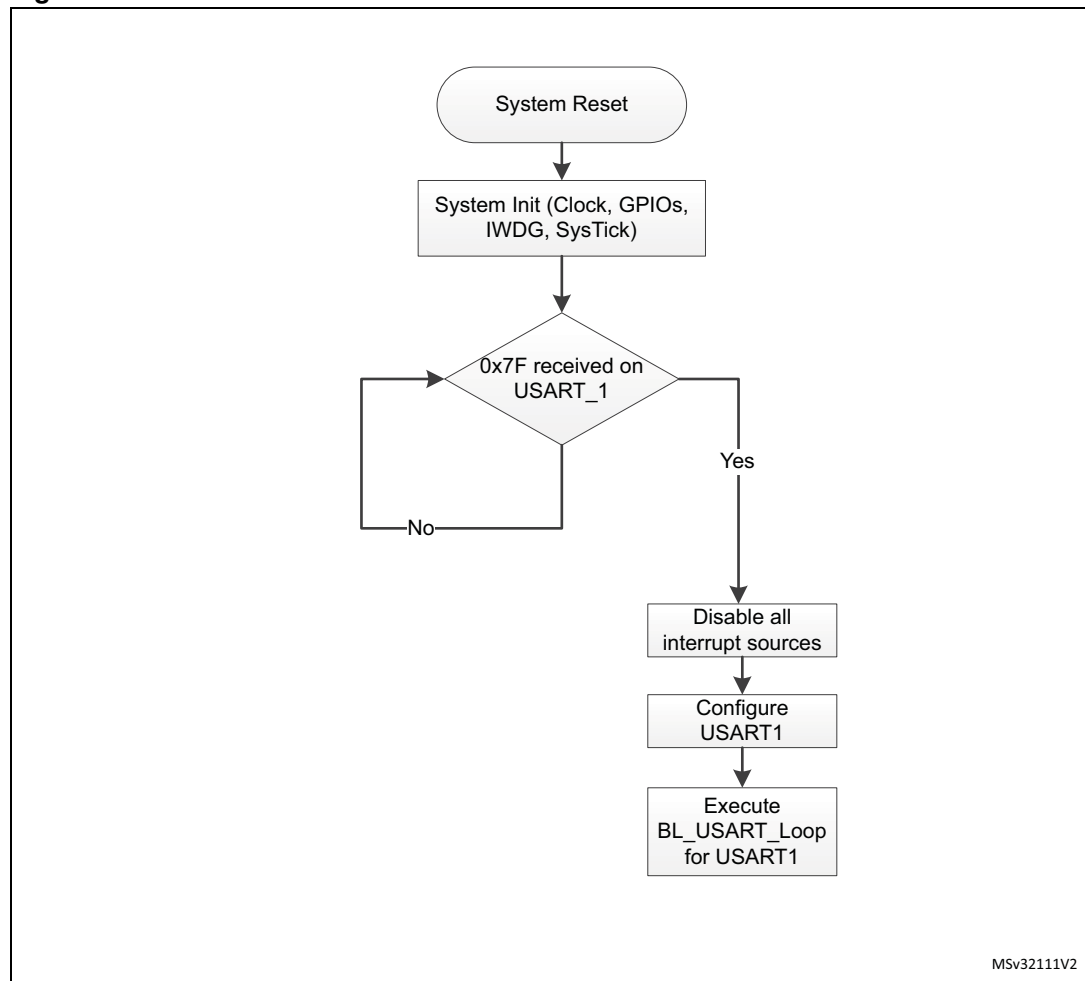 System Reset
System Init (Clock, GPIOs,
IWDG, SysTick)
0x7F received on
USART_1
Yes
No
Disable all
interrupt sources
Configure
USART1
Execute
BL_USART_Loop
for USART1
MSv32111V2